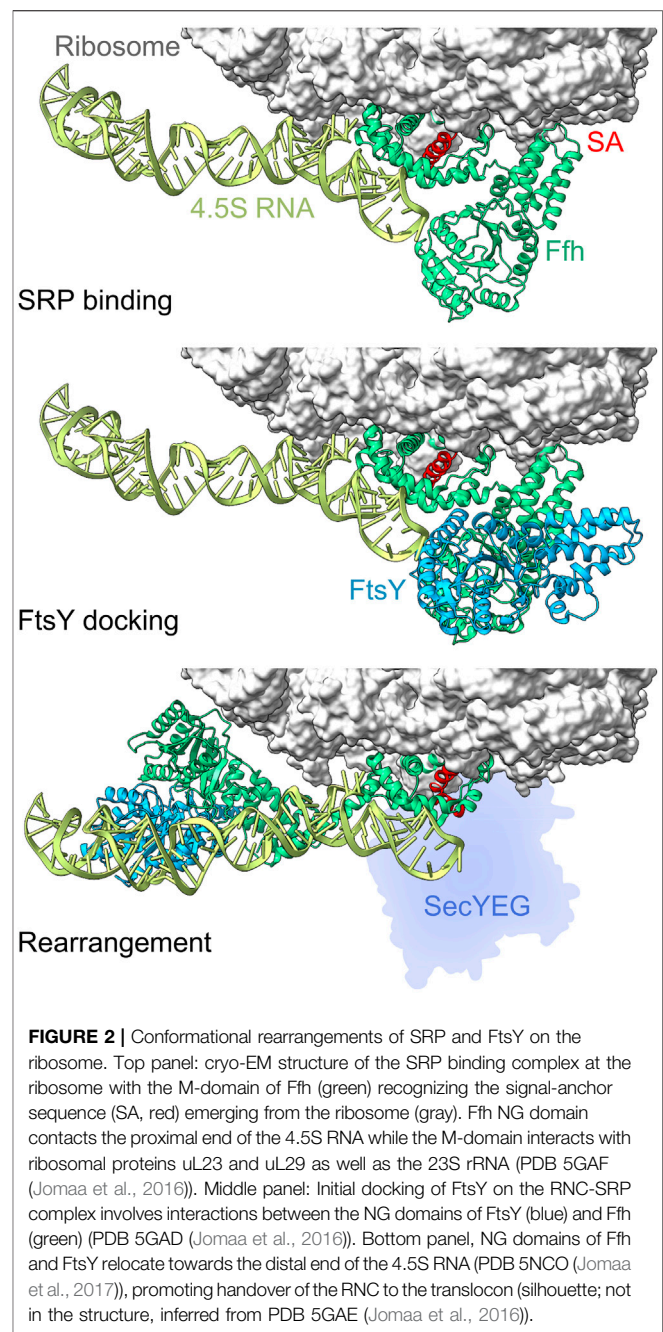 Ribosome
SA
4.5S RNA
Ffh
SRP binding
FtsY
FtsY docking
SecYEG
Rearrangement
FIGURE 2 | Conformational rearrangements of SRP and FtsY on the
ribosome. Top panel: cryo-EM structure of the SRP binding complex at the
ribosome with the M-domain of Ffh (green) recognizing the signal-anchor
sequence (SA, red) emerging from the ribosome (gray). Ffh NG domain
contacts the proximal end of the 4.5S RNA while the M-domain interacts with
ribosomal proteins uL23 and uL29 as well as the 23S rRNA (PDB 5GAF
(Jomaa et al., 2016)). Middle panel: Initial docking of FtsY on the RNC-SRP
complex involves interactions between the NG domains of FtsY (blue) and Ffh
(green) (PDB 5GAD (Jomaa et al., 2016)). Bottom panel, NG domains of Ffh
and FtsY relocate towards the distal end of the 4.5S RNA (PDB 5NCO (Jomaa
et al., 2017)), promoting handover of the RNC to the translocon (silhouette; not
in the structure, inferred from PDB 5GAE (Jomaa et al., 2016)).